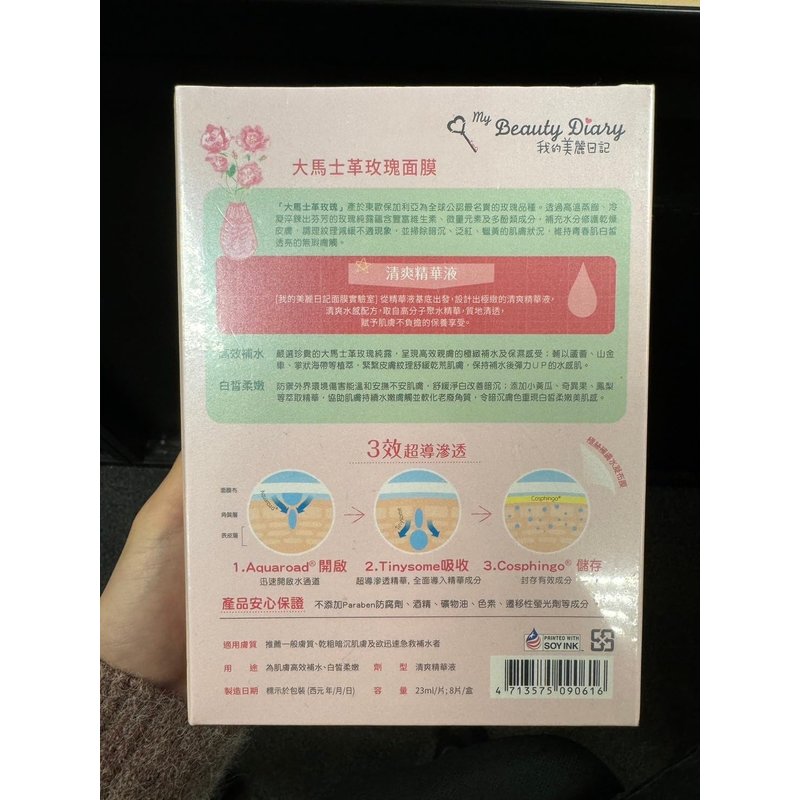 My Beauty Diary
我的美麗日記
大馬士革玫瑰面膜
「大馬士革玫瑰」產於東歐保加利亞為全球公認最名貴的玫瑰品種。透過高溫蒸餾、冷
凝淬鍊出芬芳的玫瑰純露蘊含豐富維生素、微量元素及多酚類成分，補充水分修護乾燥
皮膚，調理紋理減緩不適現象，並掃除暗沉、泛紅、蠟黃的肌膚狀況，維持青春肌白皙
透亮的無瑕膚觸。
清爽精華液
[我的美麗日記面膜實驗室] 從精華液基底出發，設計出極緻的清爽精華液，
清爽水感配方，取自高分子聚水精華，質地清透，
賦予肌膚不負擔的保養享受。
高效補水 嚴選珍貴的大馬士革玫瑰純露，呈現高效親膚的極緻補水及保濕感受；輔以蘆薈、山金
車、掌狀海帶等植萃，緊緊皮膚紋理舒緩乾荒肌膚，保持補水後彈力UP的水感肌。
白皙柔嫩 防禦外界環境傷害能溫和安撫不安肌膚，舒緩淨白改善暗沉；添加小黃瓜、奇異果、鳳梨
等萃取精華，協助肌膚持續水嫩膚觸並軟化老廢角質，令暗沉膚色重現白皙柔嫩美肌感。
3效超導滲透
面膜布
角質層
表皮層
Aquaroad®
Tinysome®
Cosphingo®
1.Aquaroad®開啟
迅速開啟水通道
2.Tinysome吸收
超導滲透精華, 全面導入精華成分
3.Cosphingo®儲存
封存有效成分
產品安心保證 不添加Paraben防腐劑、酒精、礦物油、色素、遷移性螢光劑等成分
適用膚質 推薦一般膚質、乾粗暗沉肌膚及欲迅速急救補水者
用途 為肌膚高效補水、白皙柔嫩 劑型 清爽精華液
製造日期 標示於包裝 (西元 年/月/日) 容量 23ml/片; 8片/盒
PRINTED WITH
SOY INK
4 713575 090616